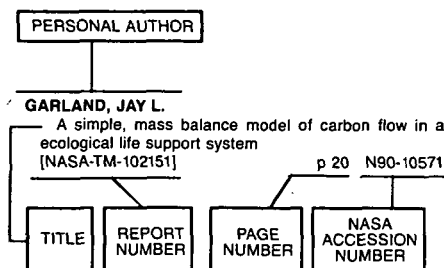 PERSONAL AUTHOR
GARLAND, JAY L.
A simple, mass balance model of carbon flow in a
ecological life support system
[NASA-TM-102151] p 20 N90-10571
TITLE
REPORT
NUMBER
PAGE
NUMBER
NASA
ACCESSION
NUMBER